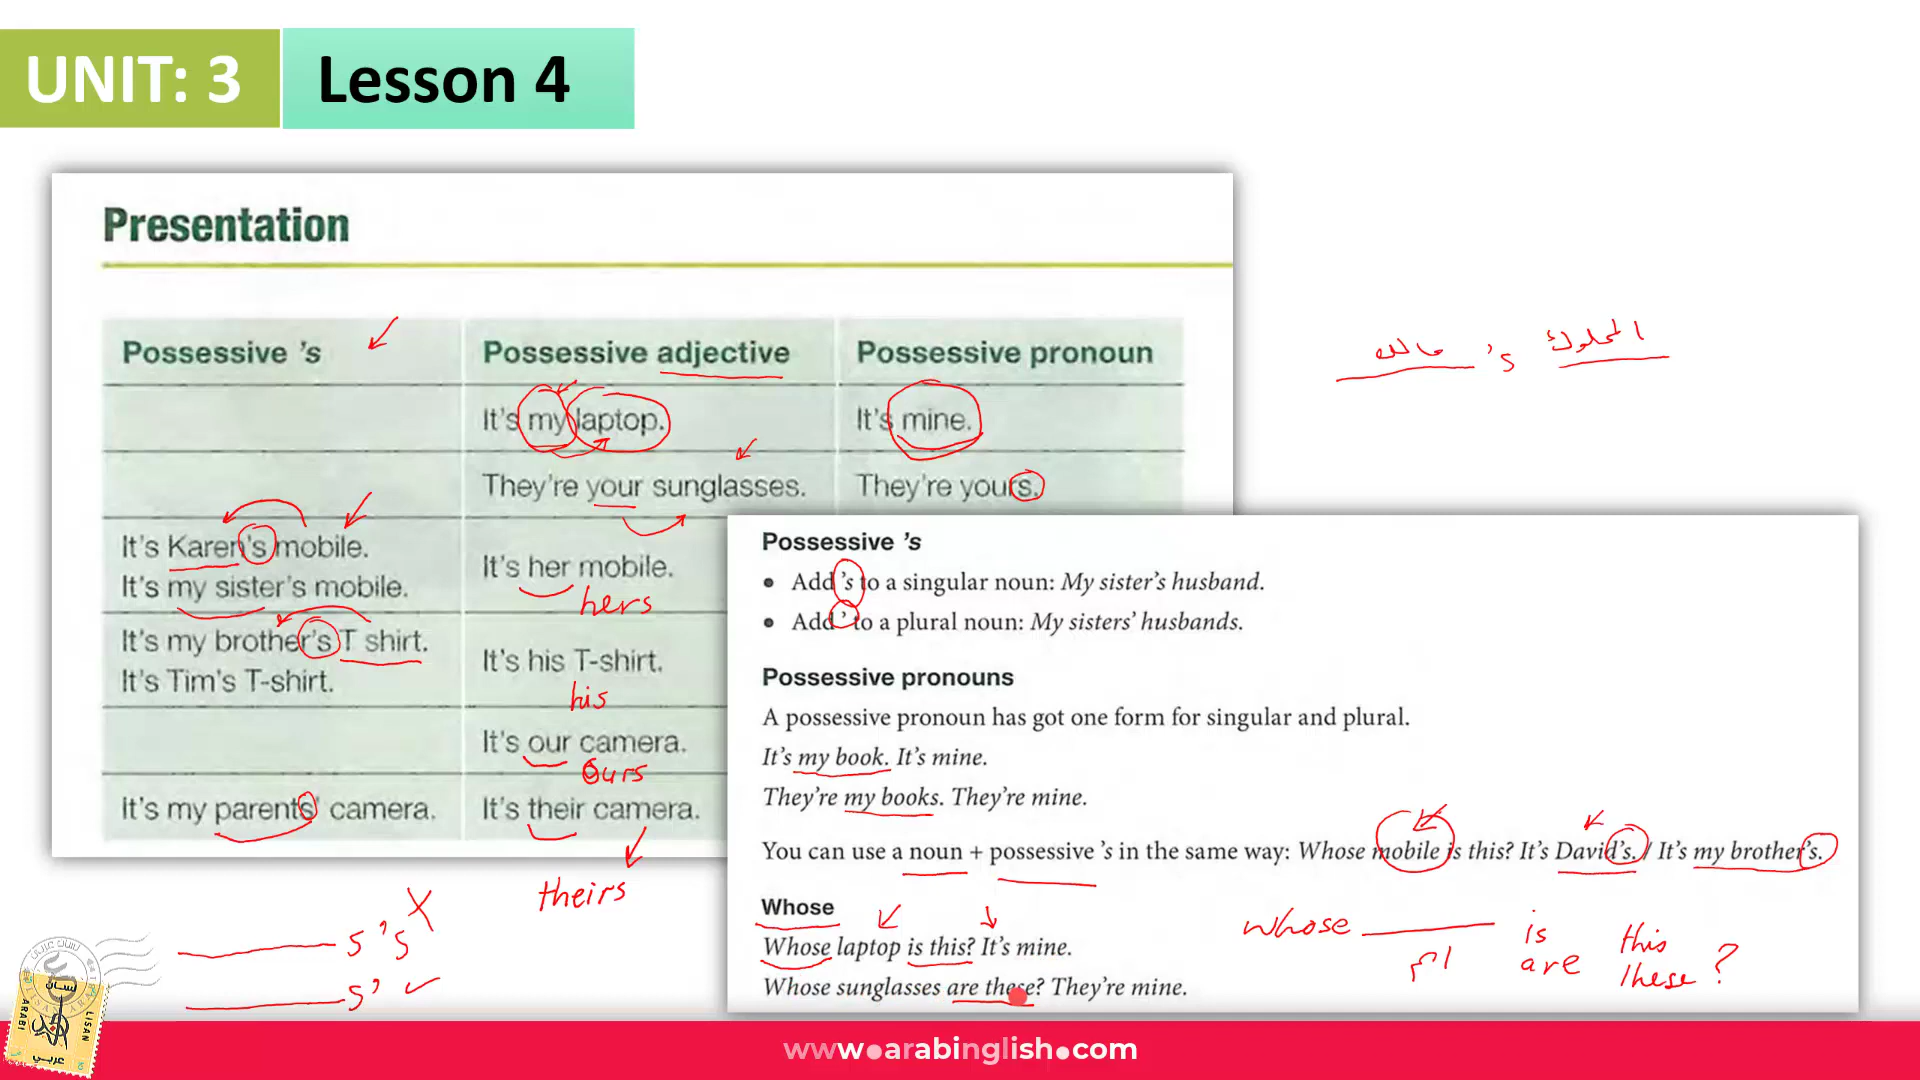 UNIT: 3
Lesson 4
Presentation
Possessive 's
Possessive adjective
Possessive pronoun
It's my laptop.
It's mine.
They're your sunglasses.
They're yours.
It's Karen's mobile.
It's my sister's mobile.
It's her mobile.
hers
It's my brother's T shirt.
It's Tim's T-shirt.
It's his T-shirt.
his
It's our camera.
ours
It's my parents' camera.
It's their camera.
theirs
s's X
s'
مالك 's المملوك
Possessive 's
• Add 's to a singular noun: My sister's husband.
• Add ' to a plural noun: My sisters' husbands.
Possessive pronouns
A possessive pronoun has got one form for singular and plural.
It's my book. It's mine.
They're my books. They're mine.
You can use a noun + possessive 's in the same way: Whose mobile is this? It's David's. / It's my brother's.
Whose
Whose laptop is this? It's mine.
Whose sunglasses are these? They're mine.
whose is this
اسم are these ?
LISAN
ARABI
لسان
عربي
www.arabinglish.com